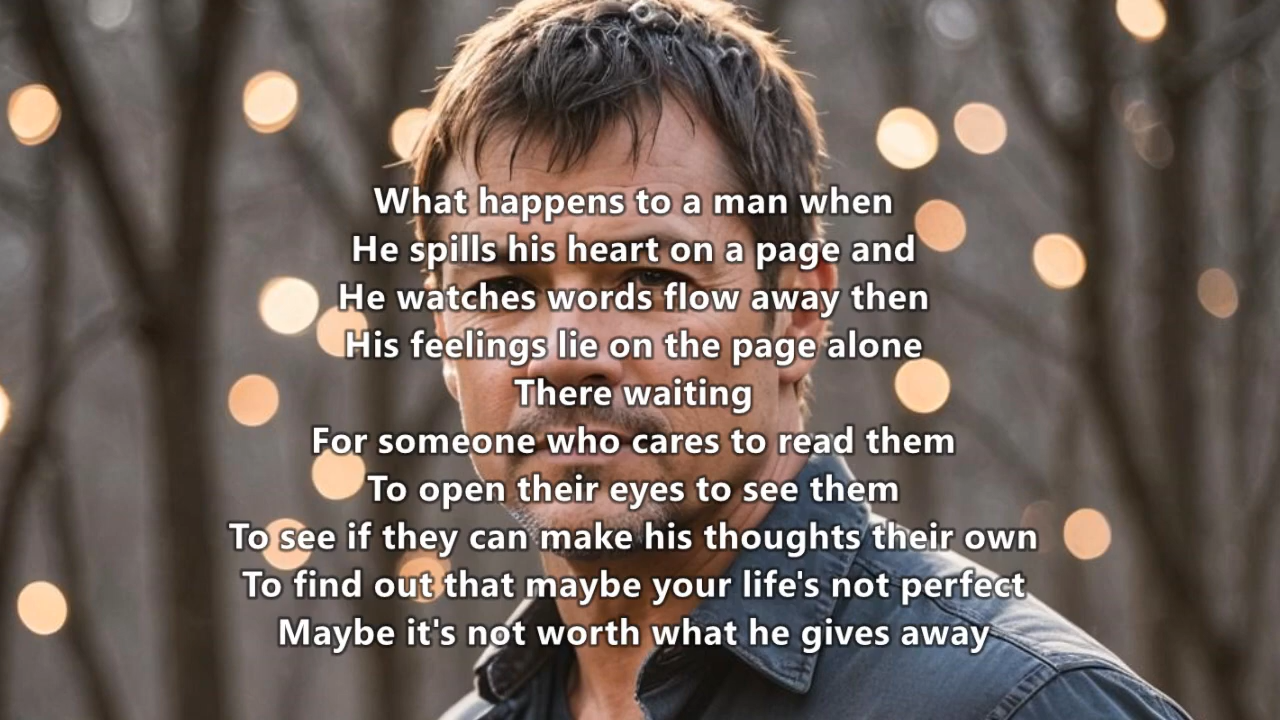 What happens to a man when
He spills his heart on a page and
He watches words flow away then
His feelings lie on the page alone
There waiting
For someone who cares to read them
To open their eyes to see them
To see if they can make his thoughts their own
To find out that maybe your life's not perfect
Maybe it's not worth what he gives away